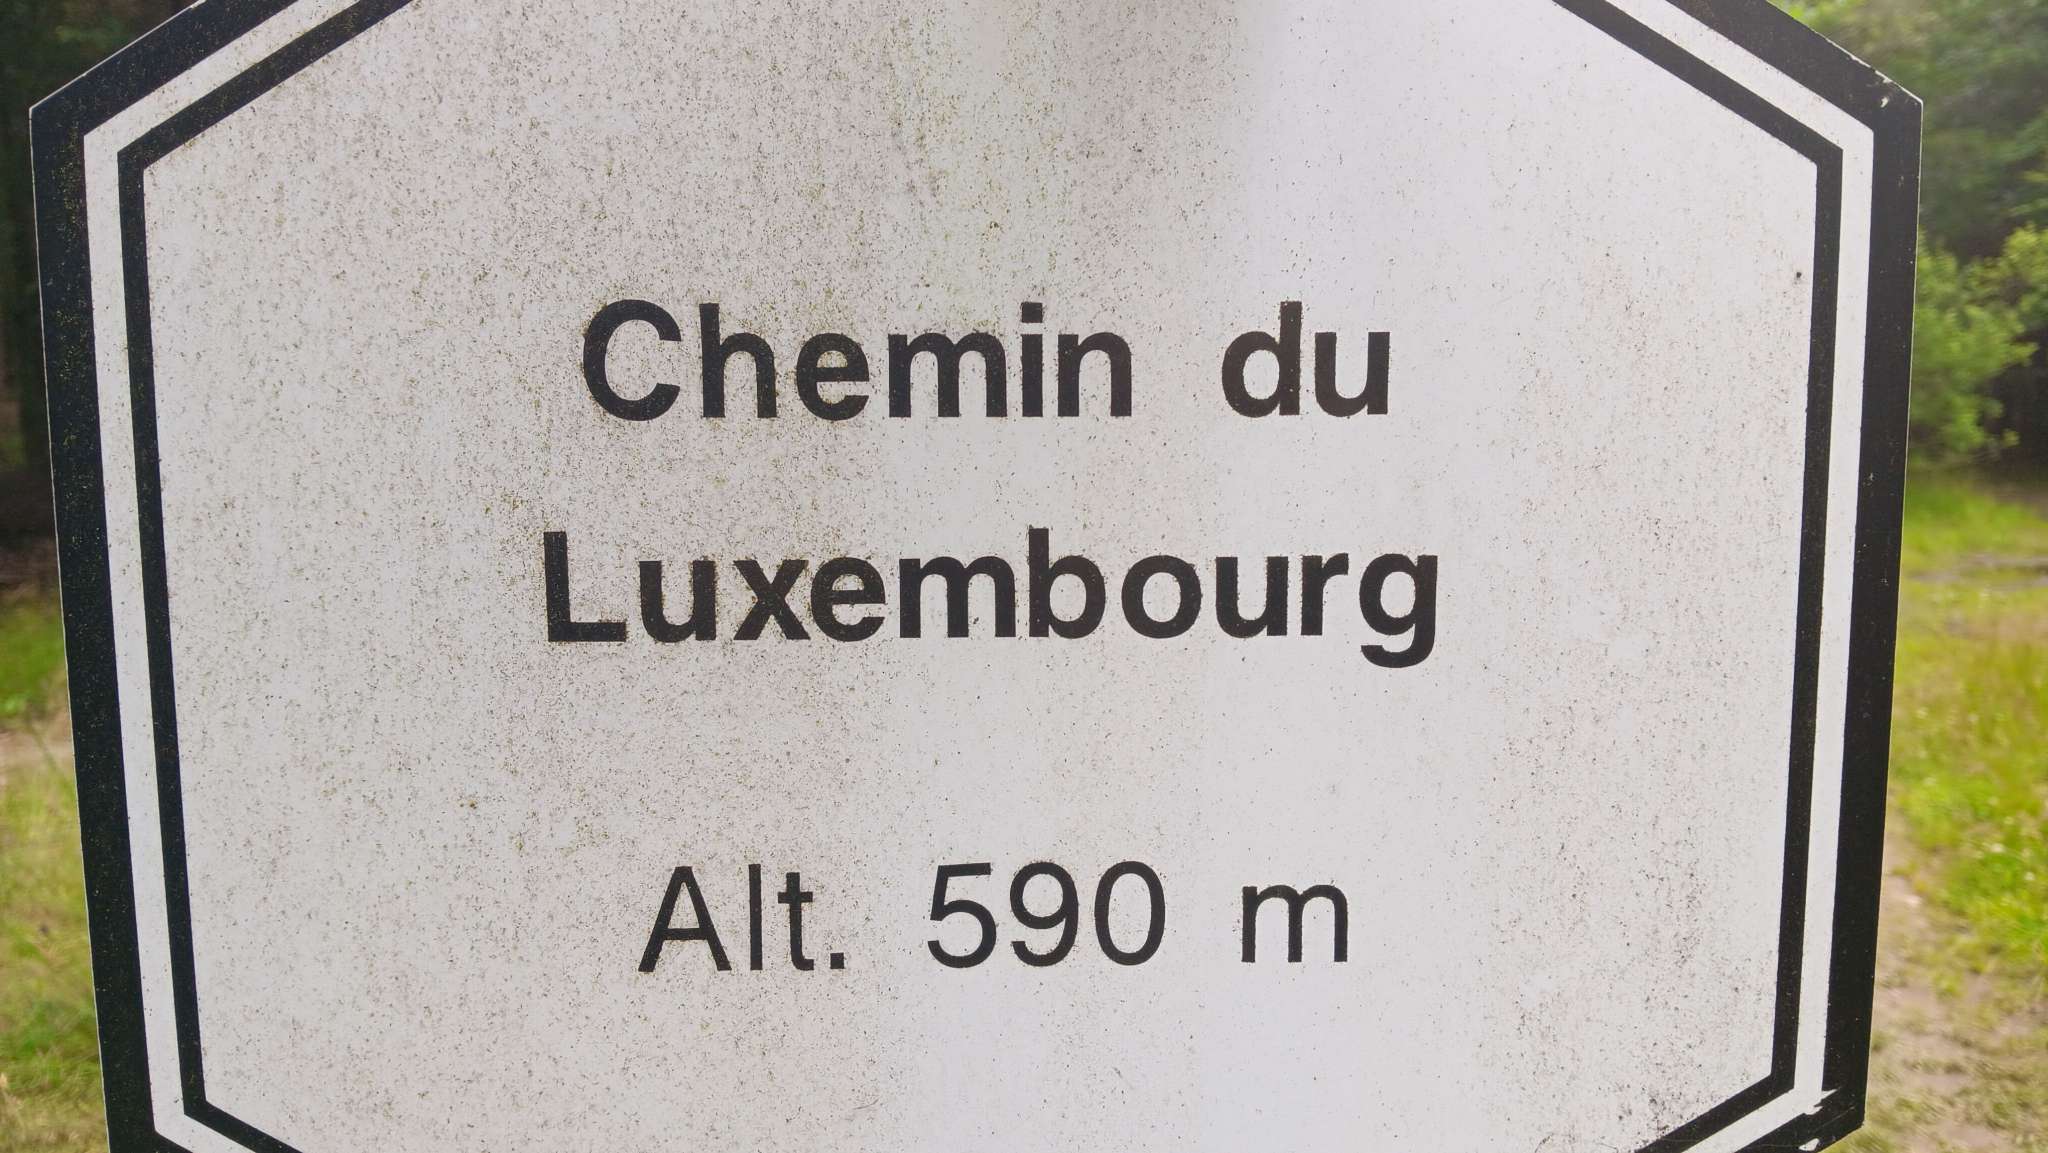 Chemin du
Luxembourg
Alt. 590 m